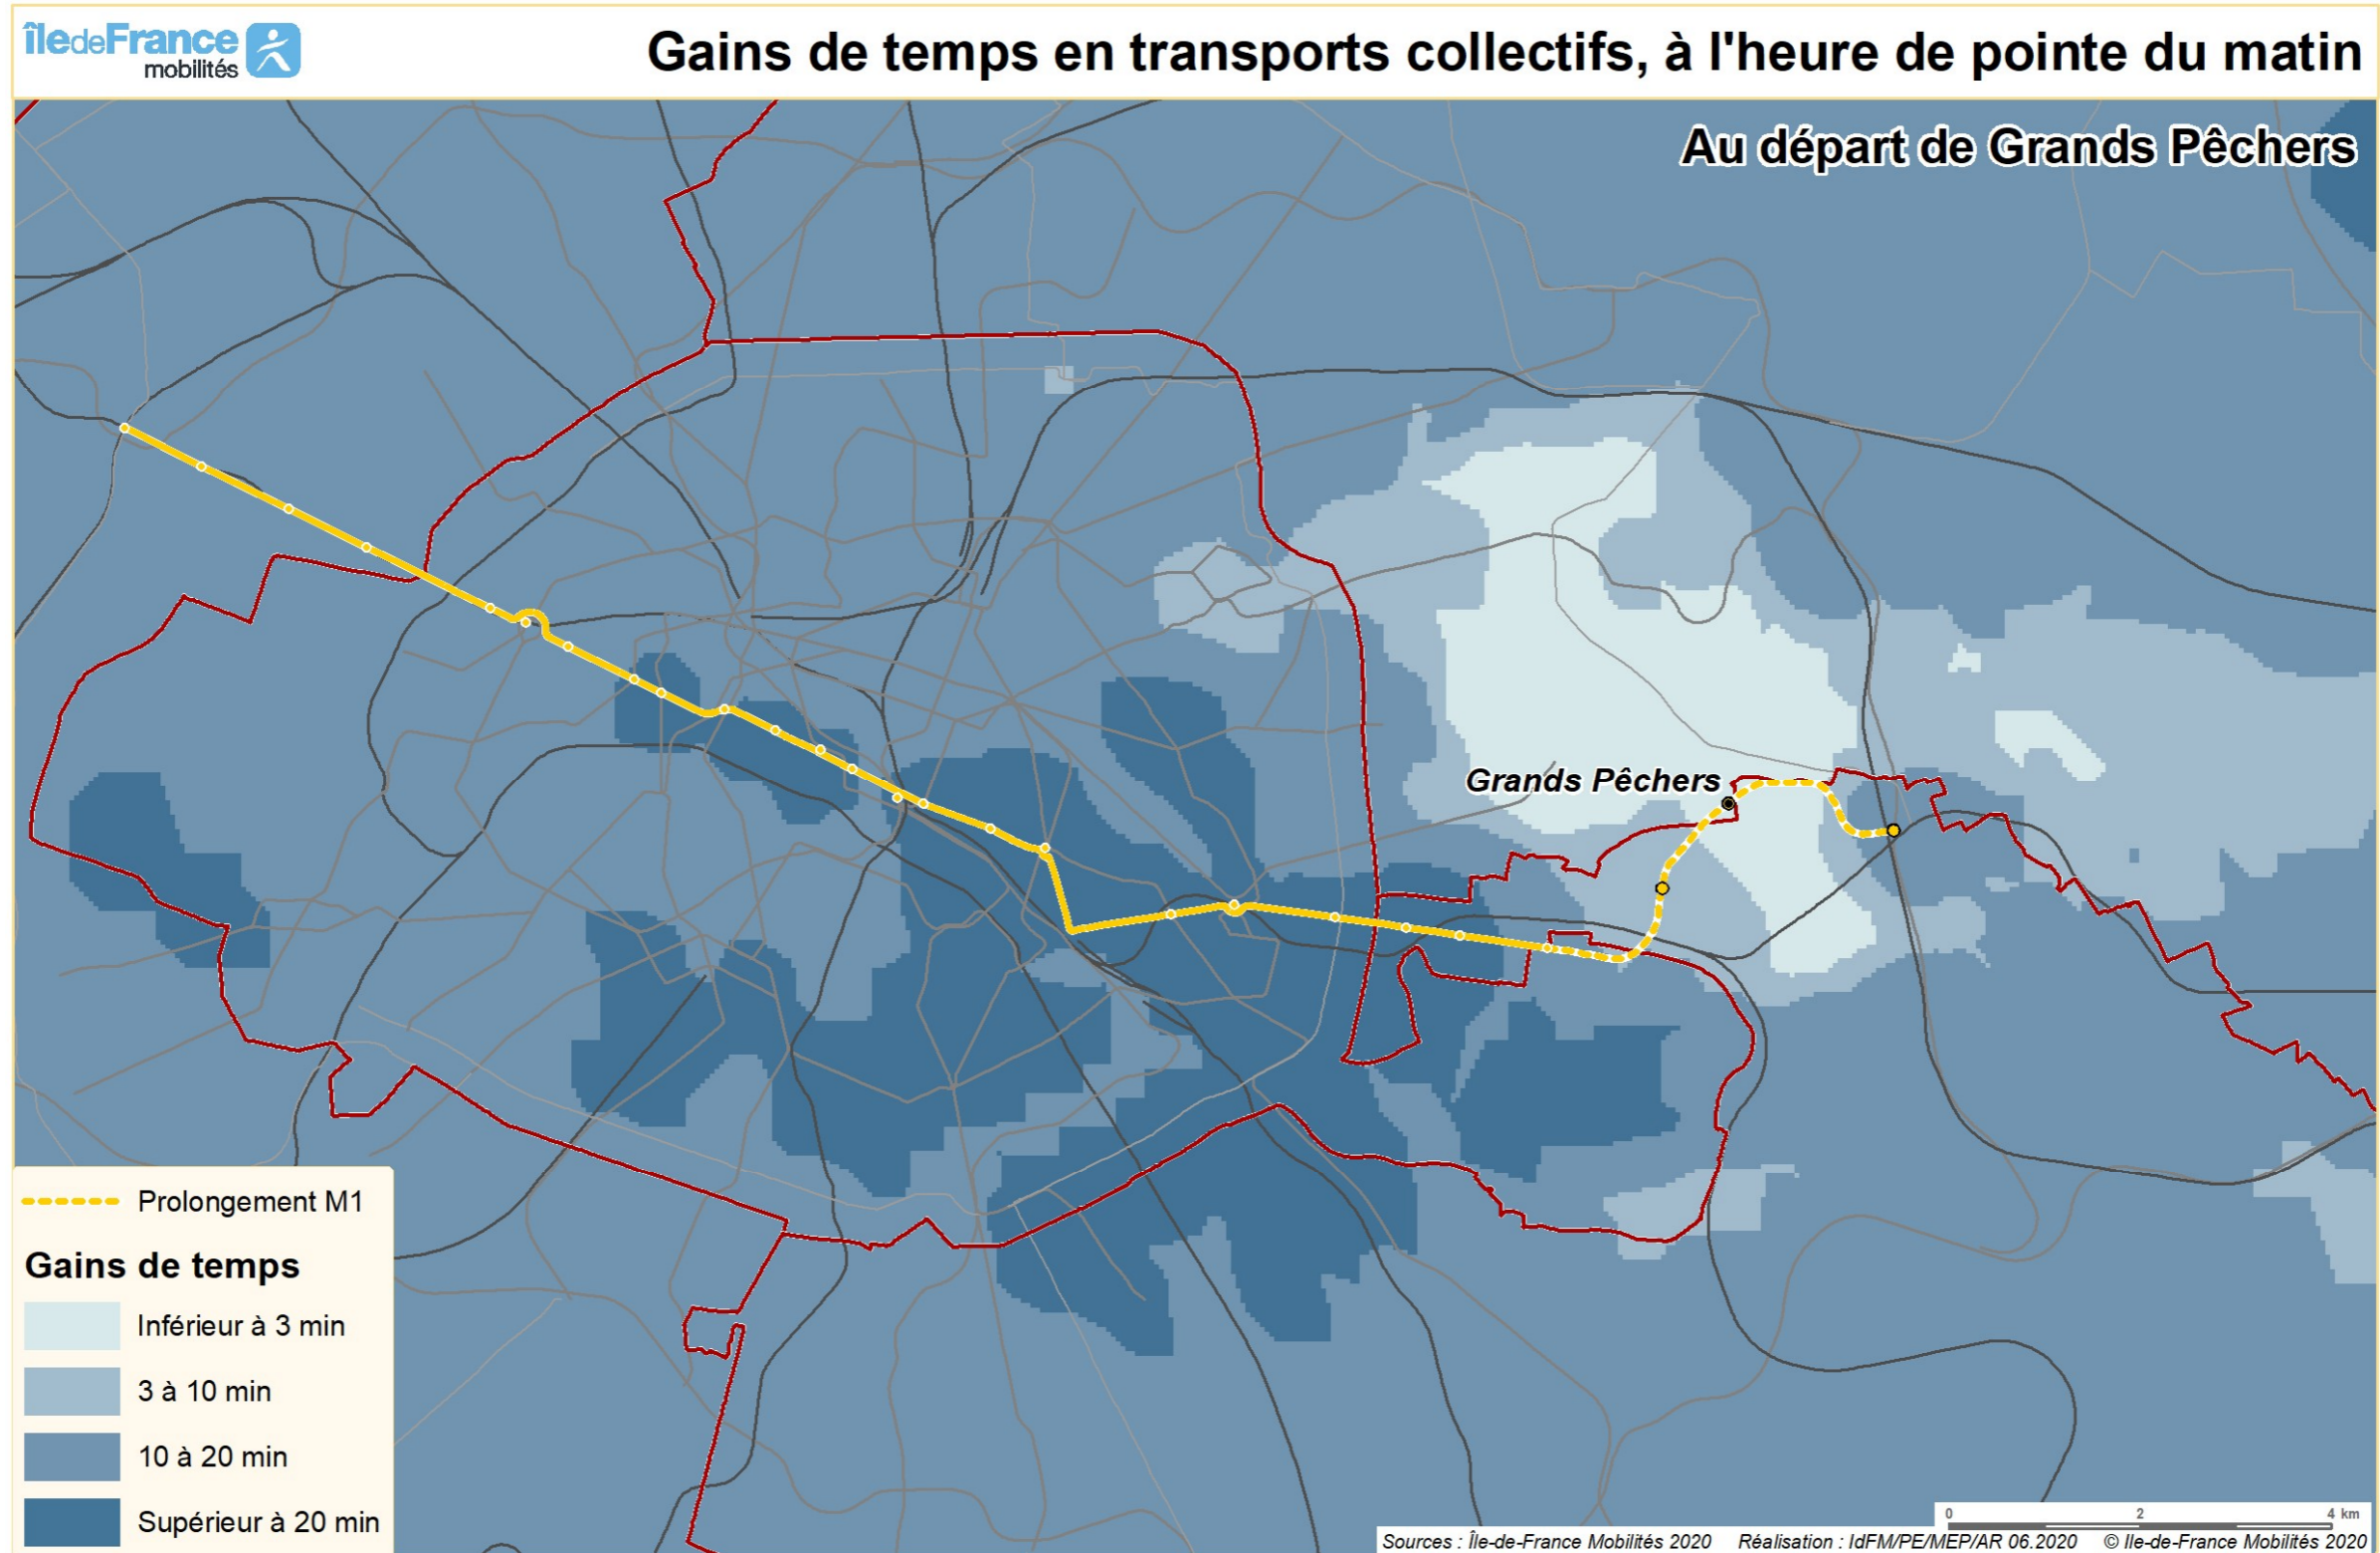 îledeFrance
mobilités
Gains de temps en transports collectifs, à l'heure de pointe du matin
Au départ de Grands Pêchers
Grands Pêchers
Prolongement M1
Gains de temps
Inférieur à 3 min
3 à 10 min
10 à 20 min
Supérieur à 20 min
0 2 4 km
Sources : Île-de-France Mobilités 2020 Réalisation : IdFM/PE/MEP/AR 06.2020 © Ile-de-France Mobilités 2020